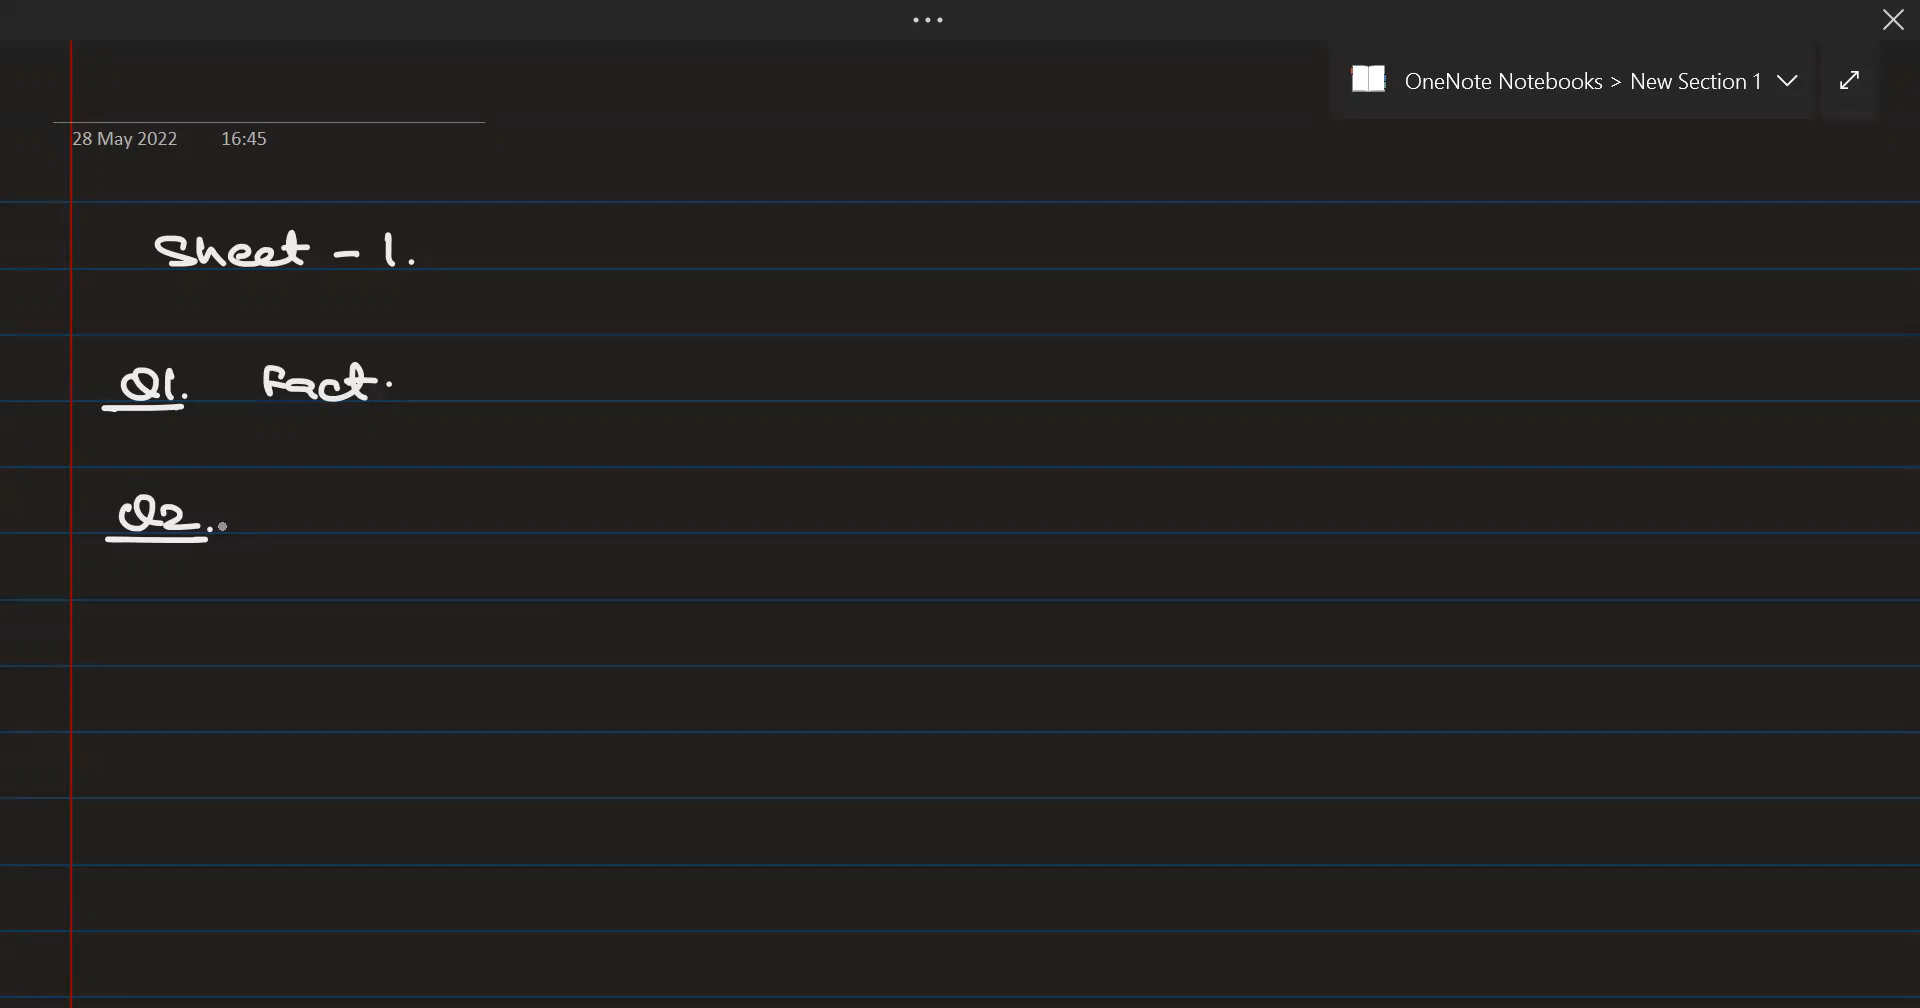 OneNote Notebooks > New Section 1
28 May 2022 16:45
Sheet - 1.
Q1. Fact.
Q2.